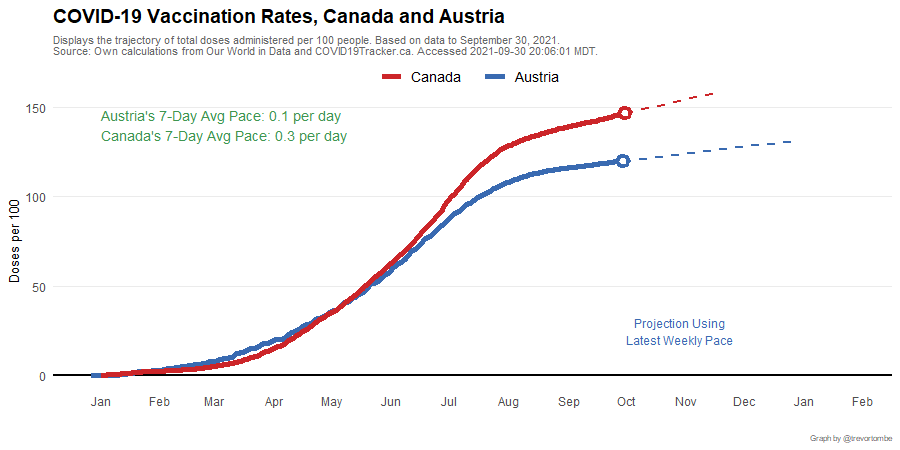 COVID-19 Vaccination Rates, Canada and Austria
Displays the trajectory of total doses administered per 100 people. Based on data to September 30, 2021.
Source: Own calculations from Our World in Data and COVID19Tracker.ca. Accessed 2021-09-30 20:06:01 MDT.
Canada Austria
Austria's 7-Day Avg Pace: 0.1 per day
Canada's 7-Day Avg Pace: 0.3 per day
Doses per 100
150
100
50
0
Projection Using
Latest Weekly Pace
Jan Feb Mar Apr May Jun Jul Aug Sep Oct Nov Dec Jan Feb
Graph by @trevortombe